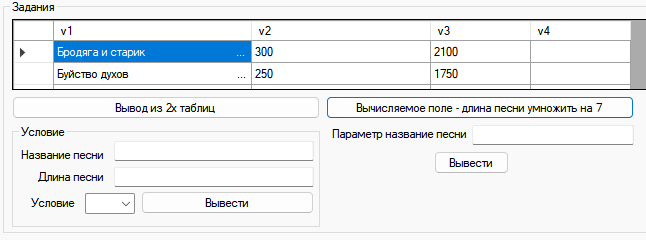 Задания
v1 v2 v3 v4
Бродяга и старик ... 300 2100
Буйство духов ... 250 1750
Вывод из 2х таблиц Вычисляемое поле - длина песни умножить на 7
Условие
Параметр название песни
Название песни
Вывести
Длина песни
Условие Вывести